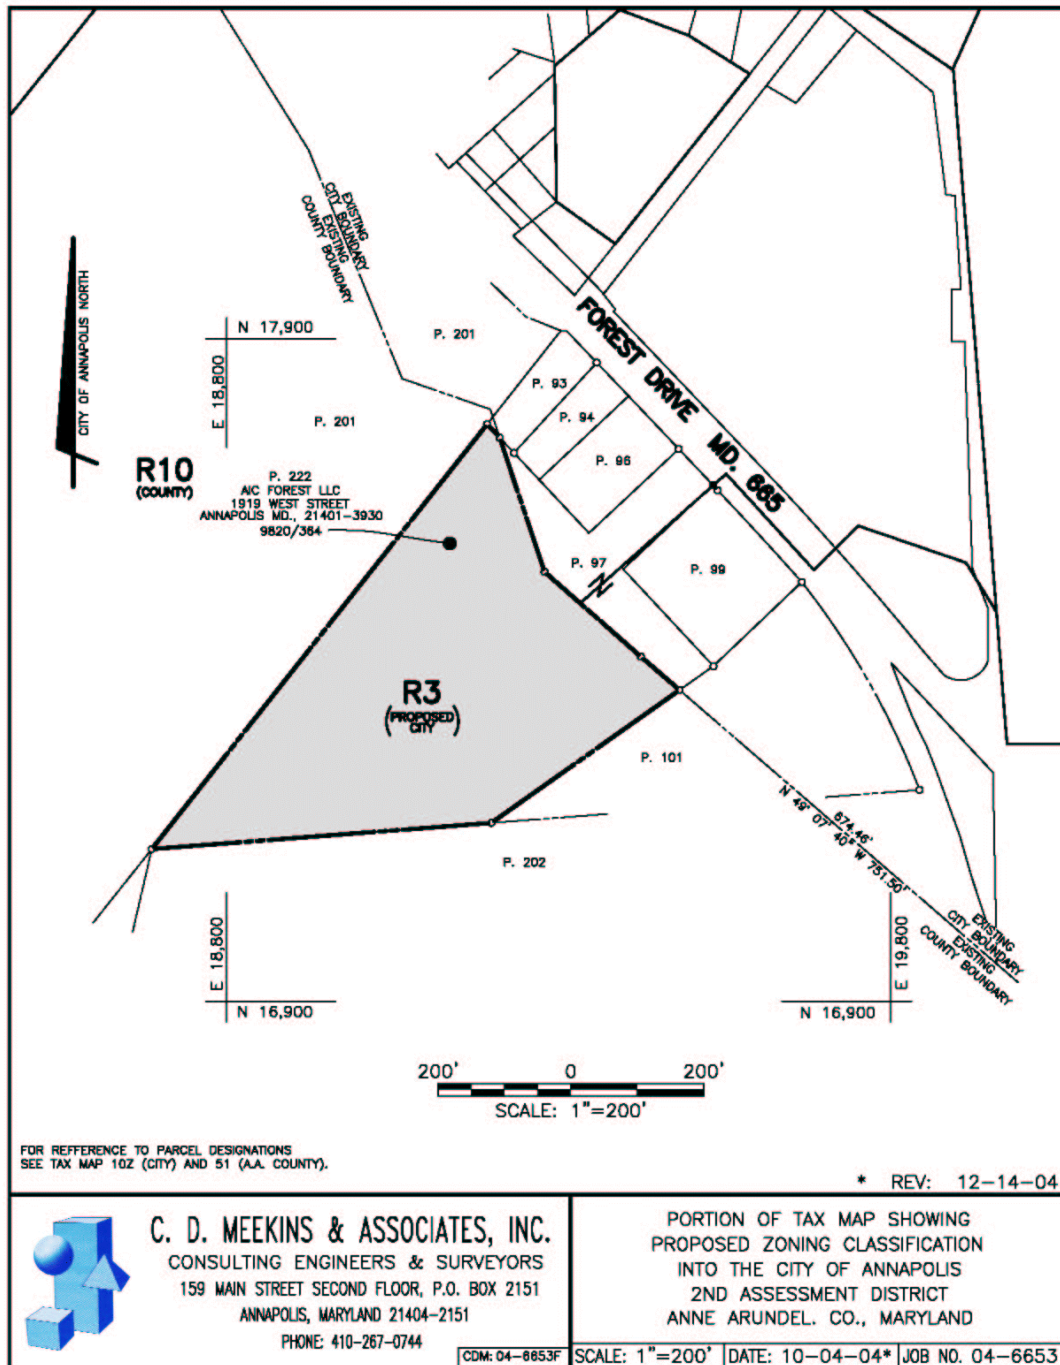 EXISTING
CITY BOUNDARY
EXISTING
COUNTY BOUNDARY
CITY OF ANNAPOLIS NORTH
N 17,900
E 18,800
P. 201
P. 201
FOREST DRIVE MD. 665
P. 93
P. 94
P. 96
R10
(COUNTY)
P. 222
AIC FOREST LLC
1919 WEST STREET
ANNAPOLIS MD., 21401-3930
9820/364
P. 97
P. 99
R3
(PROPOSED
CITY)
P. 101
P. 202
674.46'
N 49° 07' 40" W 751.50'
EXISTING
CITY BOUNDARY
EXISTING
COUNTY BOUNDARY
E 18,800
N 16,900
E 19,800
N 16,900
200' 0 200'
SCALE: 1"=200'
FOR REFFERENCE TO PARCEL DESIGNATIONS
SEE TAX MAP 10Z (CITY) AND 51 (A.A. COUNTY).
* REV: 12-14-04
C. D. MEEKINS & ASSOCIATES, INC.
CONSULTING ENGINEERS & SURVEYORS
159 MAIN STREET SECOND FLOOR, P.O. BOX 2151
ANNAPOLIS, MARYLAND 21404-2151
PHONE: 410-267-0744
CDM: 04-6653F
PORTION OF TAX MAP SHOWING
PROPOSED ZONING CLASSIFICATION
INTO THE CITY OF ANNAPOLIS
2ND ASSESSMENT DISTRICT
ANNE ARUNDEL. CO., MARYLAND
SCALE: 1"=200' DATE: 10-04-04* JOB NO. 04-6653